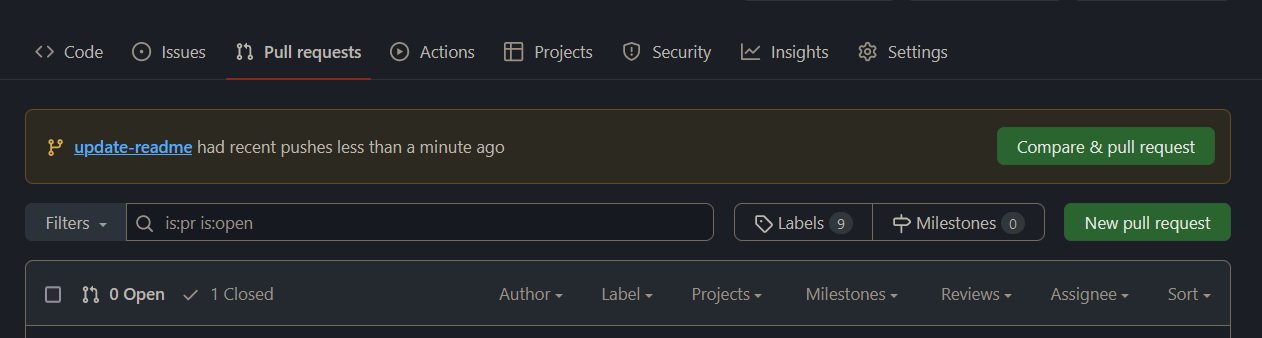 Code Issues Pull requests Actions Projects Security Insights Settings
update-readme had recent pushes less than a minute ago Compare & pull request
Filters is:pr is:open Labels 9 Milestones 0 New pull request
0 Open 1 Closed Author Label Projects Milestones Reviews Assignee Sort